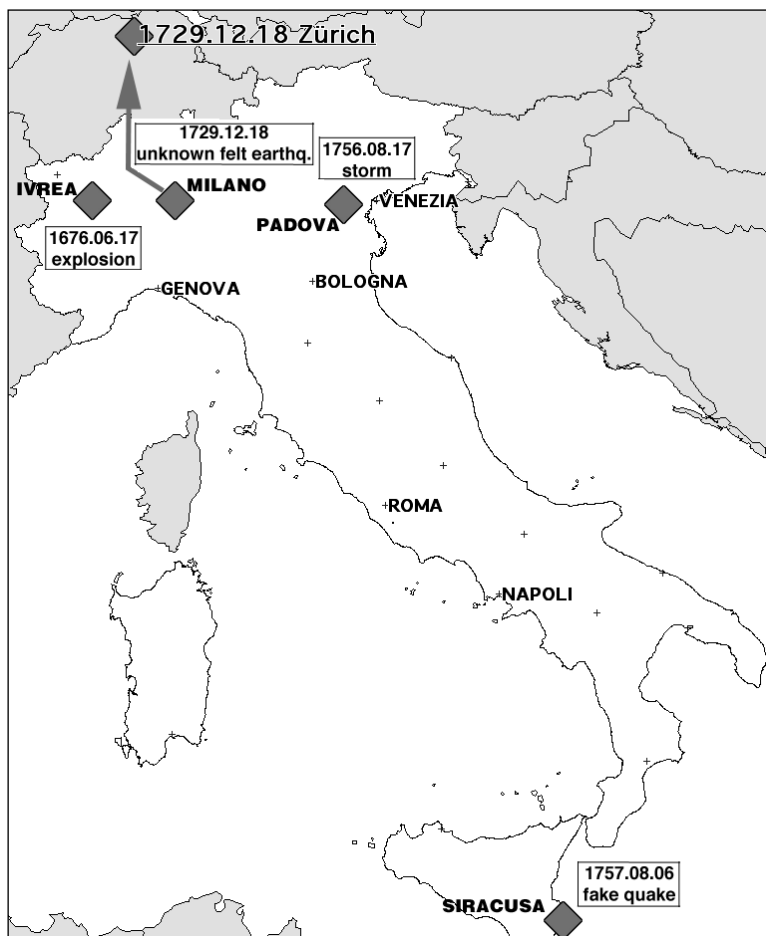 1729.12.18 Zürich
1729.12.18
unknown felt earthq.
1756.08.17
storm
IVREA
MILANO
PADOVA
VENEZIA
1676.06.17
explosion
GENOVA
BOLOGNA
ROMA
NAPOLI
1757.08.06
fake quake
SIRACUSA